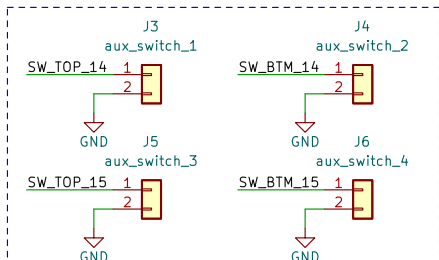 J3
aux_switch_1
SW_TOP_14
1
2
GND
J4
aux_switch_2
SW_BTM_14
1
2
GND
J5
aux_switch_3
SW_TOP_15
1
2
GND
J6
aux_switch_4
SW_BTM_15
1
2
GND